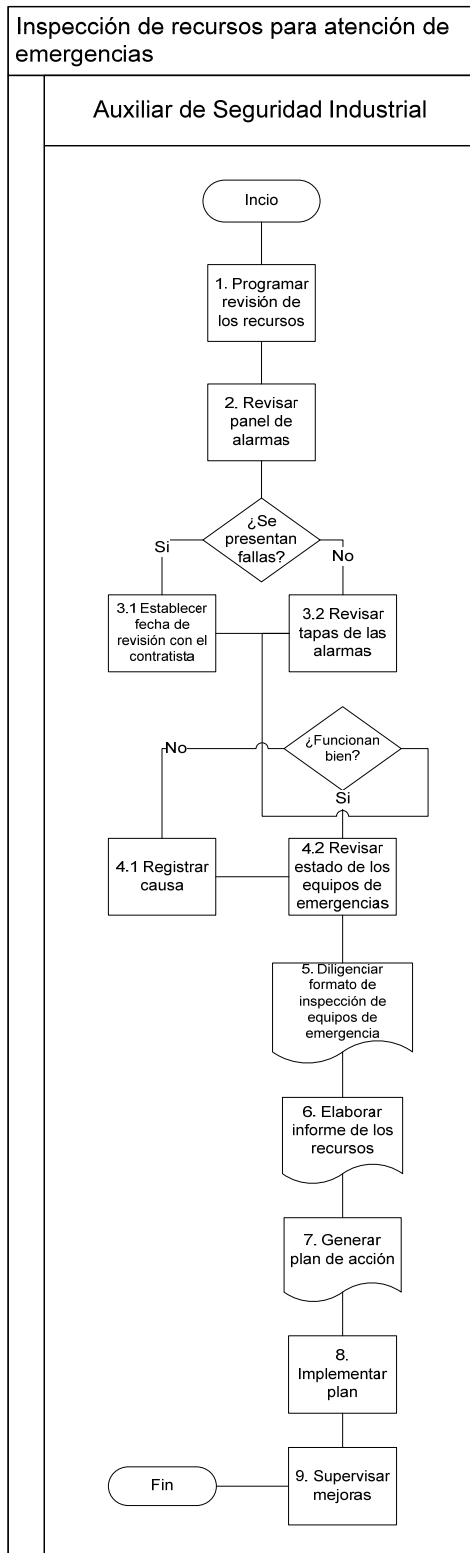 Inspección de recursos para atención de
emergencias
Auxiliar de Seguridad Industrial
Incio
1. Programar
revisión de
los recursos
2. Revisar
panel de
alarmas
¿Se
presentan
fallas?
Si
No
3.1 Establecer
fecha de
revisión con el
contratista
3.2 Revisar
tapas de las
alarmas
¿Funcionan
bien?
No
Si
4.1 Registrar
causa
4.2 Revisar
estado de los
equipos de
emergencias
5. Diligenciar
formato de
inspección de
equipos de
emergencia
6. Elaborar
informe de los
recursos
7. Generar
plan de acción
8.
Implementar
plan
9. Supervisar
mejoras
Fin